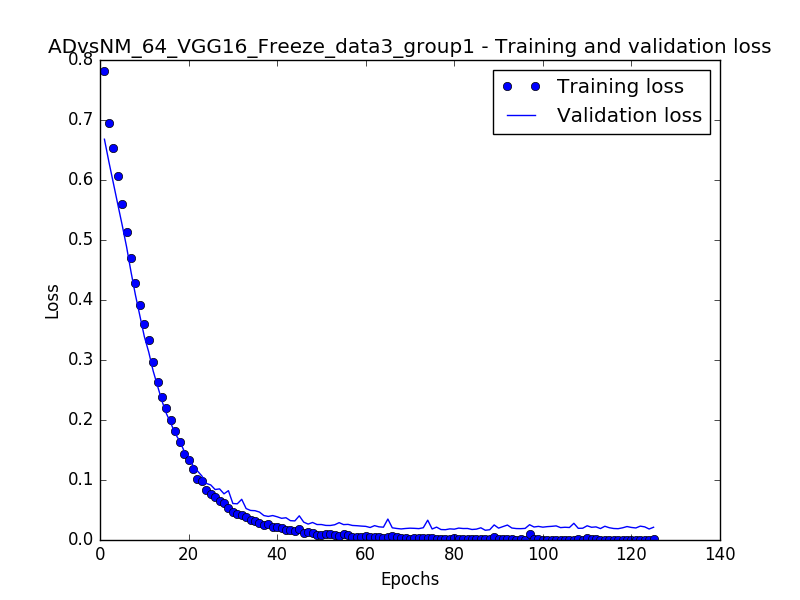 ADvsNM_64_VGG16_Freeze_data3_group1 - Training and validation loss
0.8
0.7
0.6
0.5
0.4
0.3
0.2
0.1
0.0
Loss
Training loss
Validation loss
0 20 40 60 80 100 120 140
Epochs